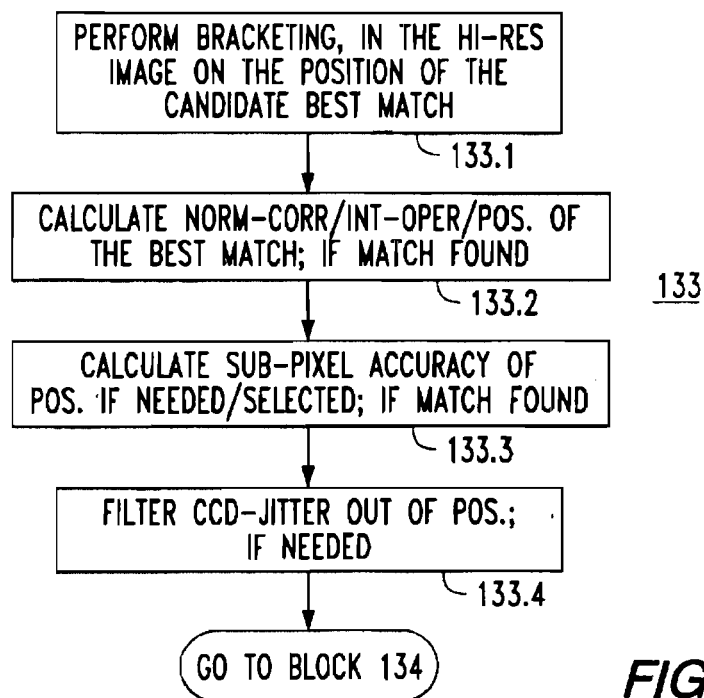 PERFORM BRACKETING, IN THE HI-RES
IMAGE ON THE POSITION OF THE
CANDIDATE BEST MATCH
133.1
CALCULATE NORM-CORR/INT-OPER/POS. OF
THE BEST MATCH; IF MATCH FOUND
133.2
133
CALCULATE SUB-PIXEL ACCURACY OF
POS. IF NEEDED/SELECTED; IF MATCH FOUND
133.3
FILTER CCD-JITTER OUT OF POS.;
IF NEEDED
133.4
GO TO BLOCK 134
FIG